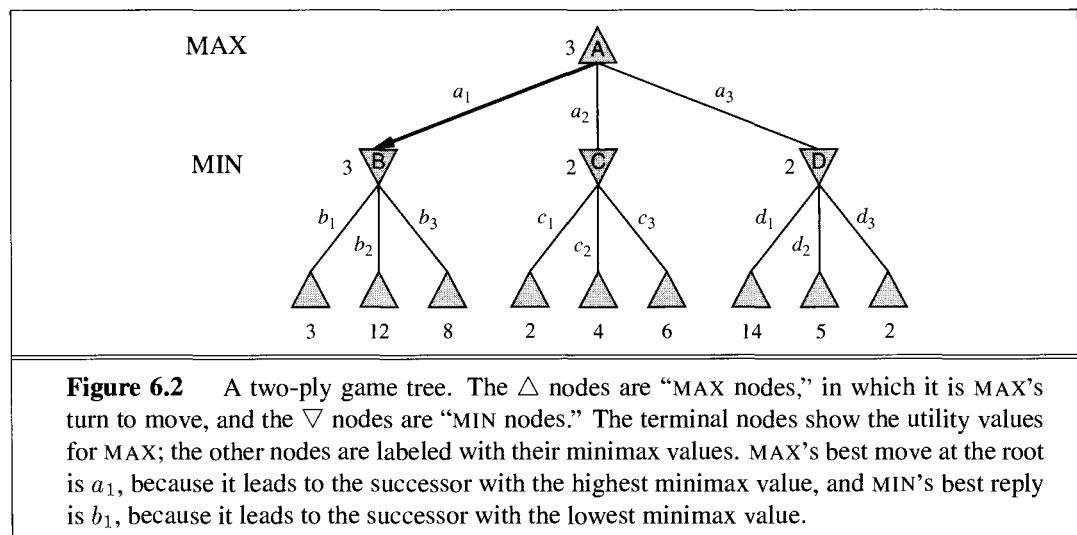 MAX
3 A
a1
a2
a3
MIN
3 B
2 C
2 D
b1
b2
b3
c1
c2
c3
d1
d2
d3
3 12 8 2 4 6 14 5 2
Figure 6.2 A two-ply game tree. The △ nodes are “MAX nodes,” in which it is MAX’s
turn to move, and the ▽ nodes are “MIN nodes.” The terminal nodes show the utility values
for MAX; the other nodes are labeled with their minimax values. MAX’s best move at the root
is a1, because it leads to the successor with the highest minimax value, and MIN’s best reply
is b1, because it leads to the successor with the lowest minimax value.